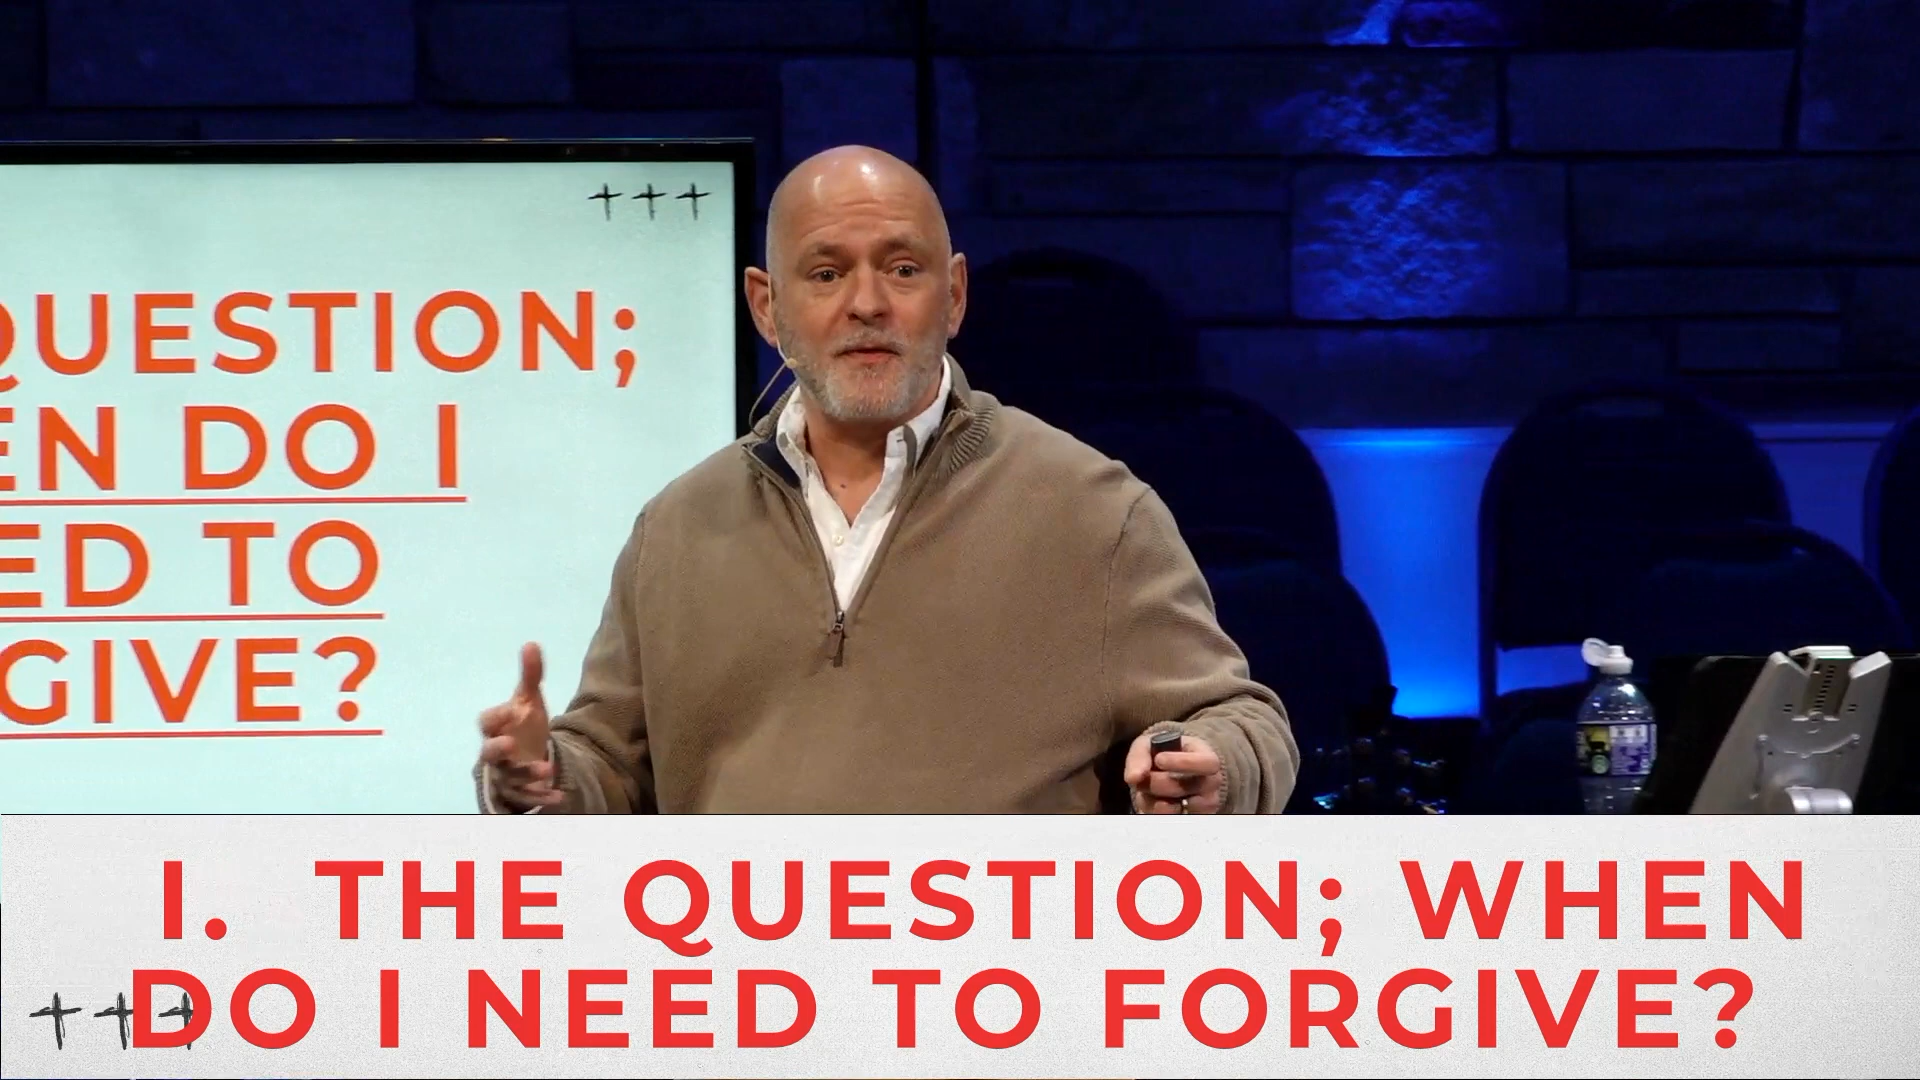 QUESTION;
EN DO I
ED TO
GIVE?
I. THE QUESTION; WHEN
DO I NEED TO FORGIVE?